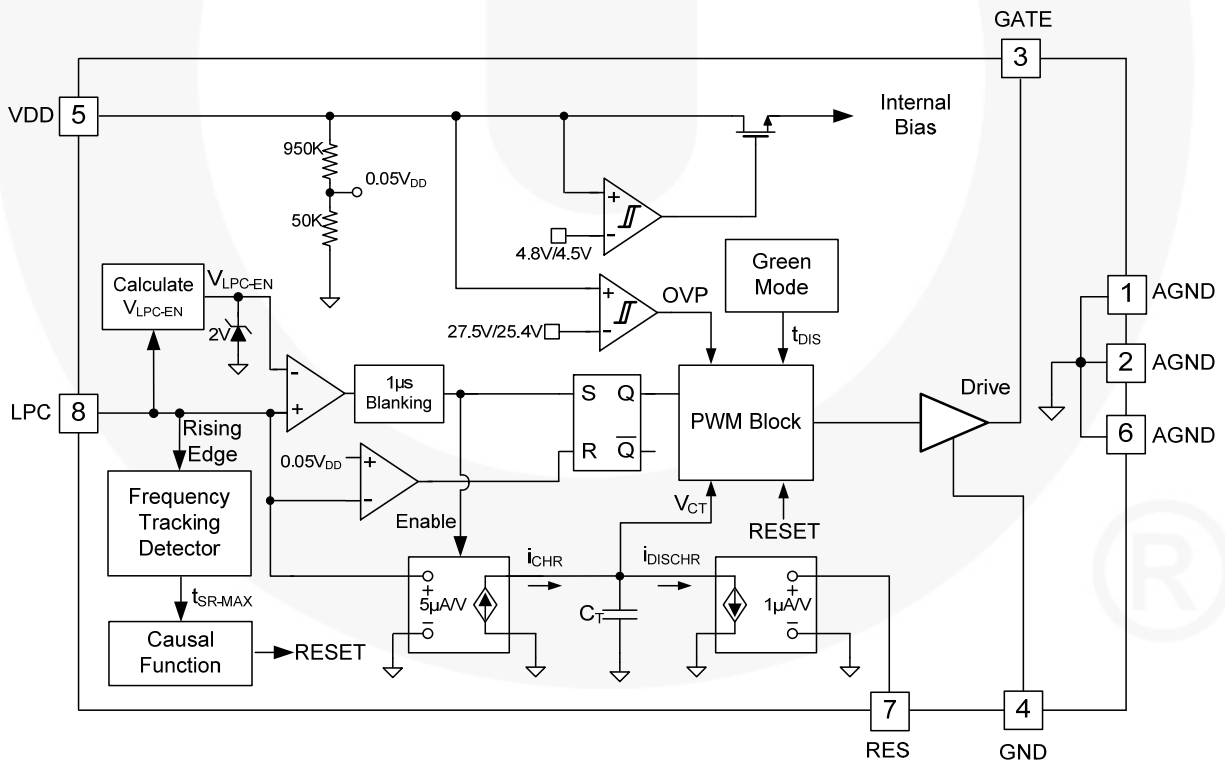 GATE
3
VDD
5
Internal
Bias
950K
0.05VDD
50K
+
-
4.8V/4.5V
Green
Mode
Calculate
VLPC-EN
VLPC-EN
2V
+
-
OVP
27.5V/25.4V
tDIS
1
AGND
2
AGND
6
AGND
LPC
8
-
+
1µs
Blanking
S
Q
R
Q
PWM Block
Drive
Rising
Edge
0.05VDD
+
-
Frequency
Tracking
Detector
Enable
VCT
RESET
iCHR
iDISCHR
+
5µA/V
-
CT
+
1µA/V
-
tSR-MAX
Causal
Function
RESET
7
RES
4
GND
®